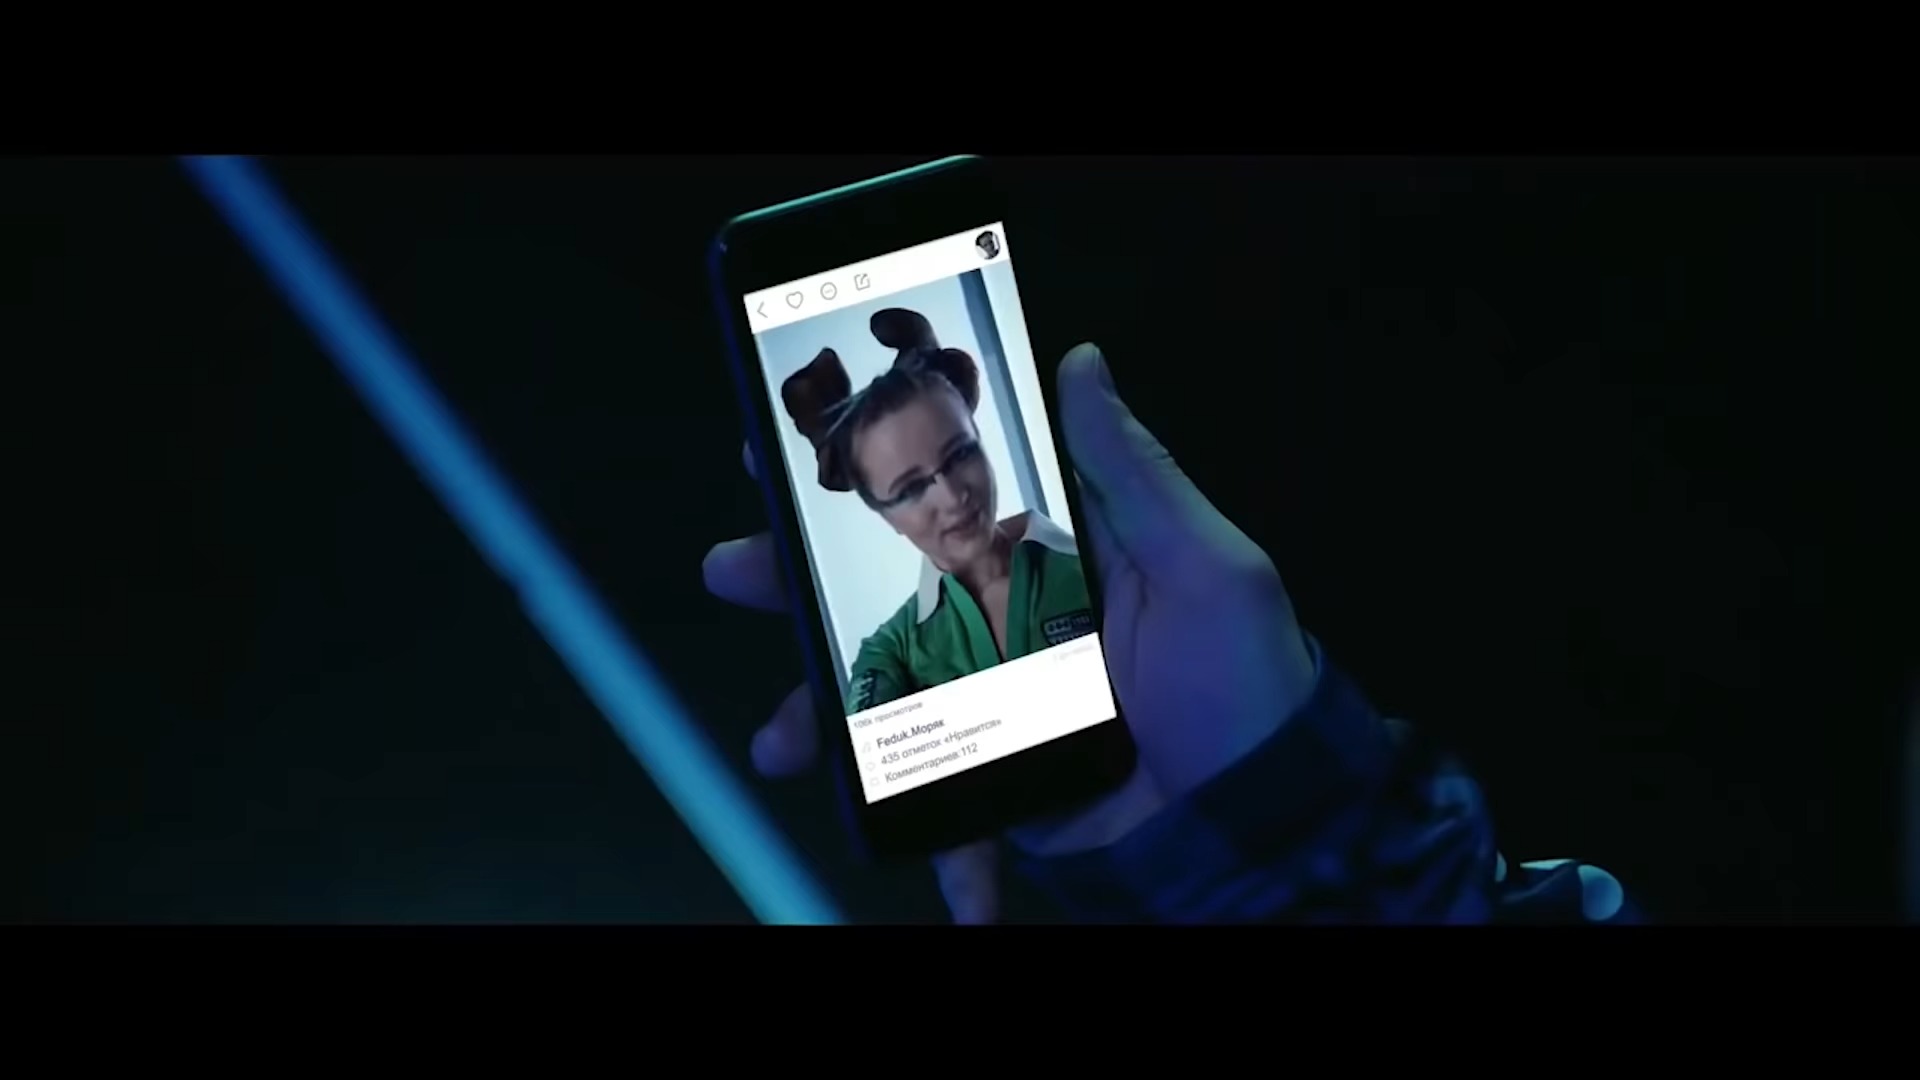 106k просмотров
Feduk.Моряк
435 отметок «Нравится»
Комментариев:112